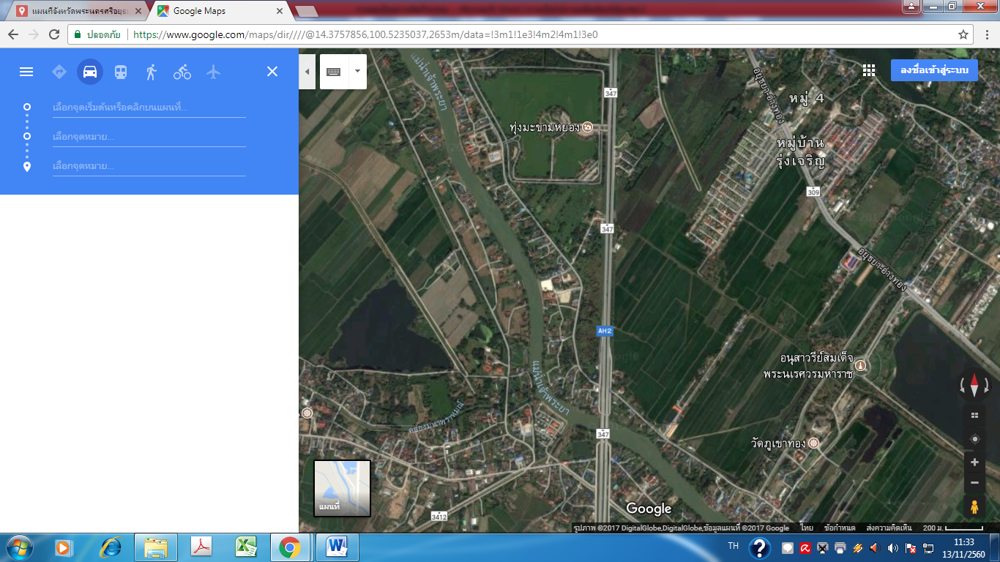 แผนที่จังหวัดพระนครศรีอยุธย
Google Maps
ปลอดภัย
https://www.google.com/maps/dir////@14.3757856,100.5235037,2653m/data=!3m1!1e3!4m2!4m1!3e0
เลือกจุดเริ่มต้นหรือคลิกบนแผนที่...
เลือกจุดหมาย...
เลือกจุดหมาย...
ลงชื่อเข้าสู่ระบบ
แม่น้ำเจ้าพระยา
อยุธยา-อ่างทอง
347
หมู่ 4
ทุ่งมะขามหย่อง
หมู่บ้าน
รุ่งเจริญ
309
347
อยุธยา-อ่างทอง
AH2
อนุสาวรีย์สมเด็จ
พระนเรศวรมหาราช
แม่น้ำเจ้าพระยา
คลองมหาพราหมณ์
347
วัดภูเขาทอง
แผนที่
3412
Google
รูปภาพ ©2017 DigitalGlobe,DigitalGlobe,ข้อมูลแผนที่ ©2017 Google ไทย ข้อกำหนด ส่งความคิดเห็น 200 ม.
TH
11:33
13/11/2560